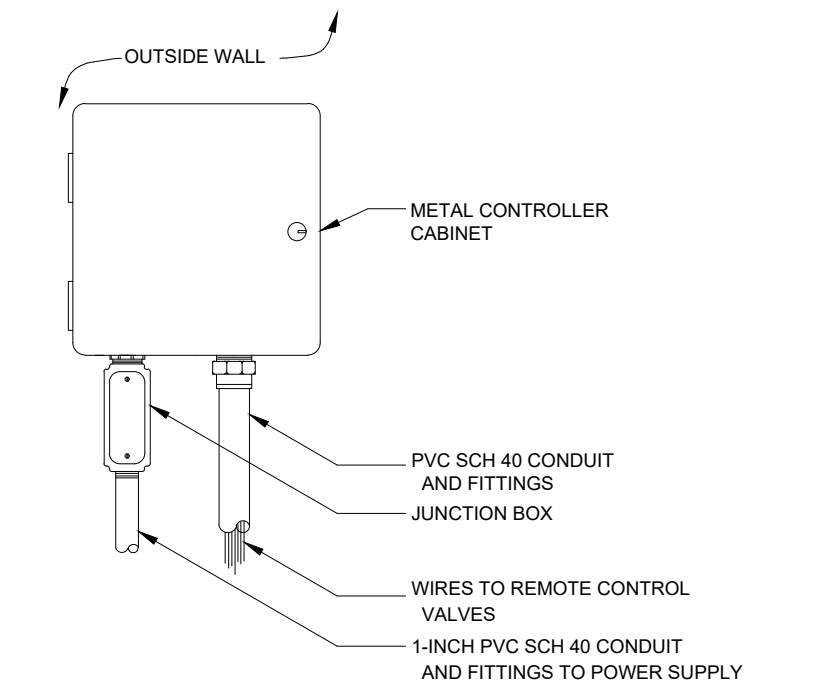 OUTSIDE WALL
METAL CONTROLLER
CABINET
PVC SCH 40 CONDUIT
AND FITTINGS
JUNCTION BOX
WIRES TO REMOTE CONTROL
VALVES
1-INCH PVC SCH 40 CONDUIT
AND FITTINGS TO POWER SUPPLY